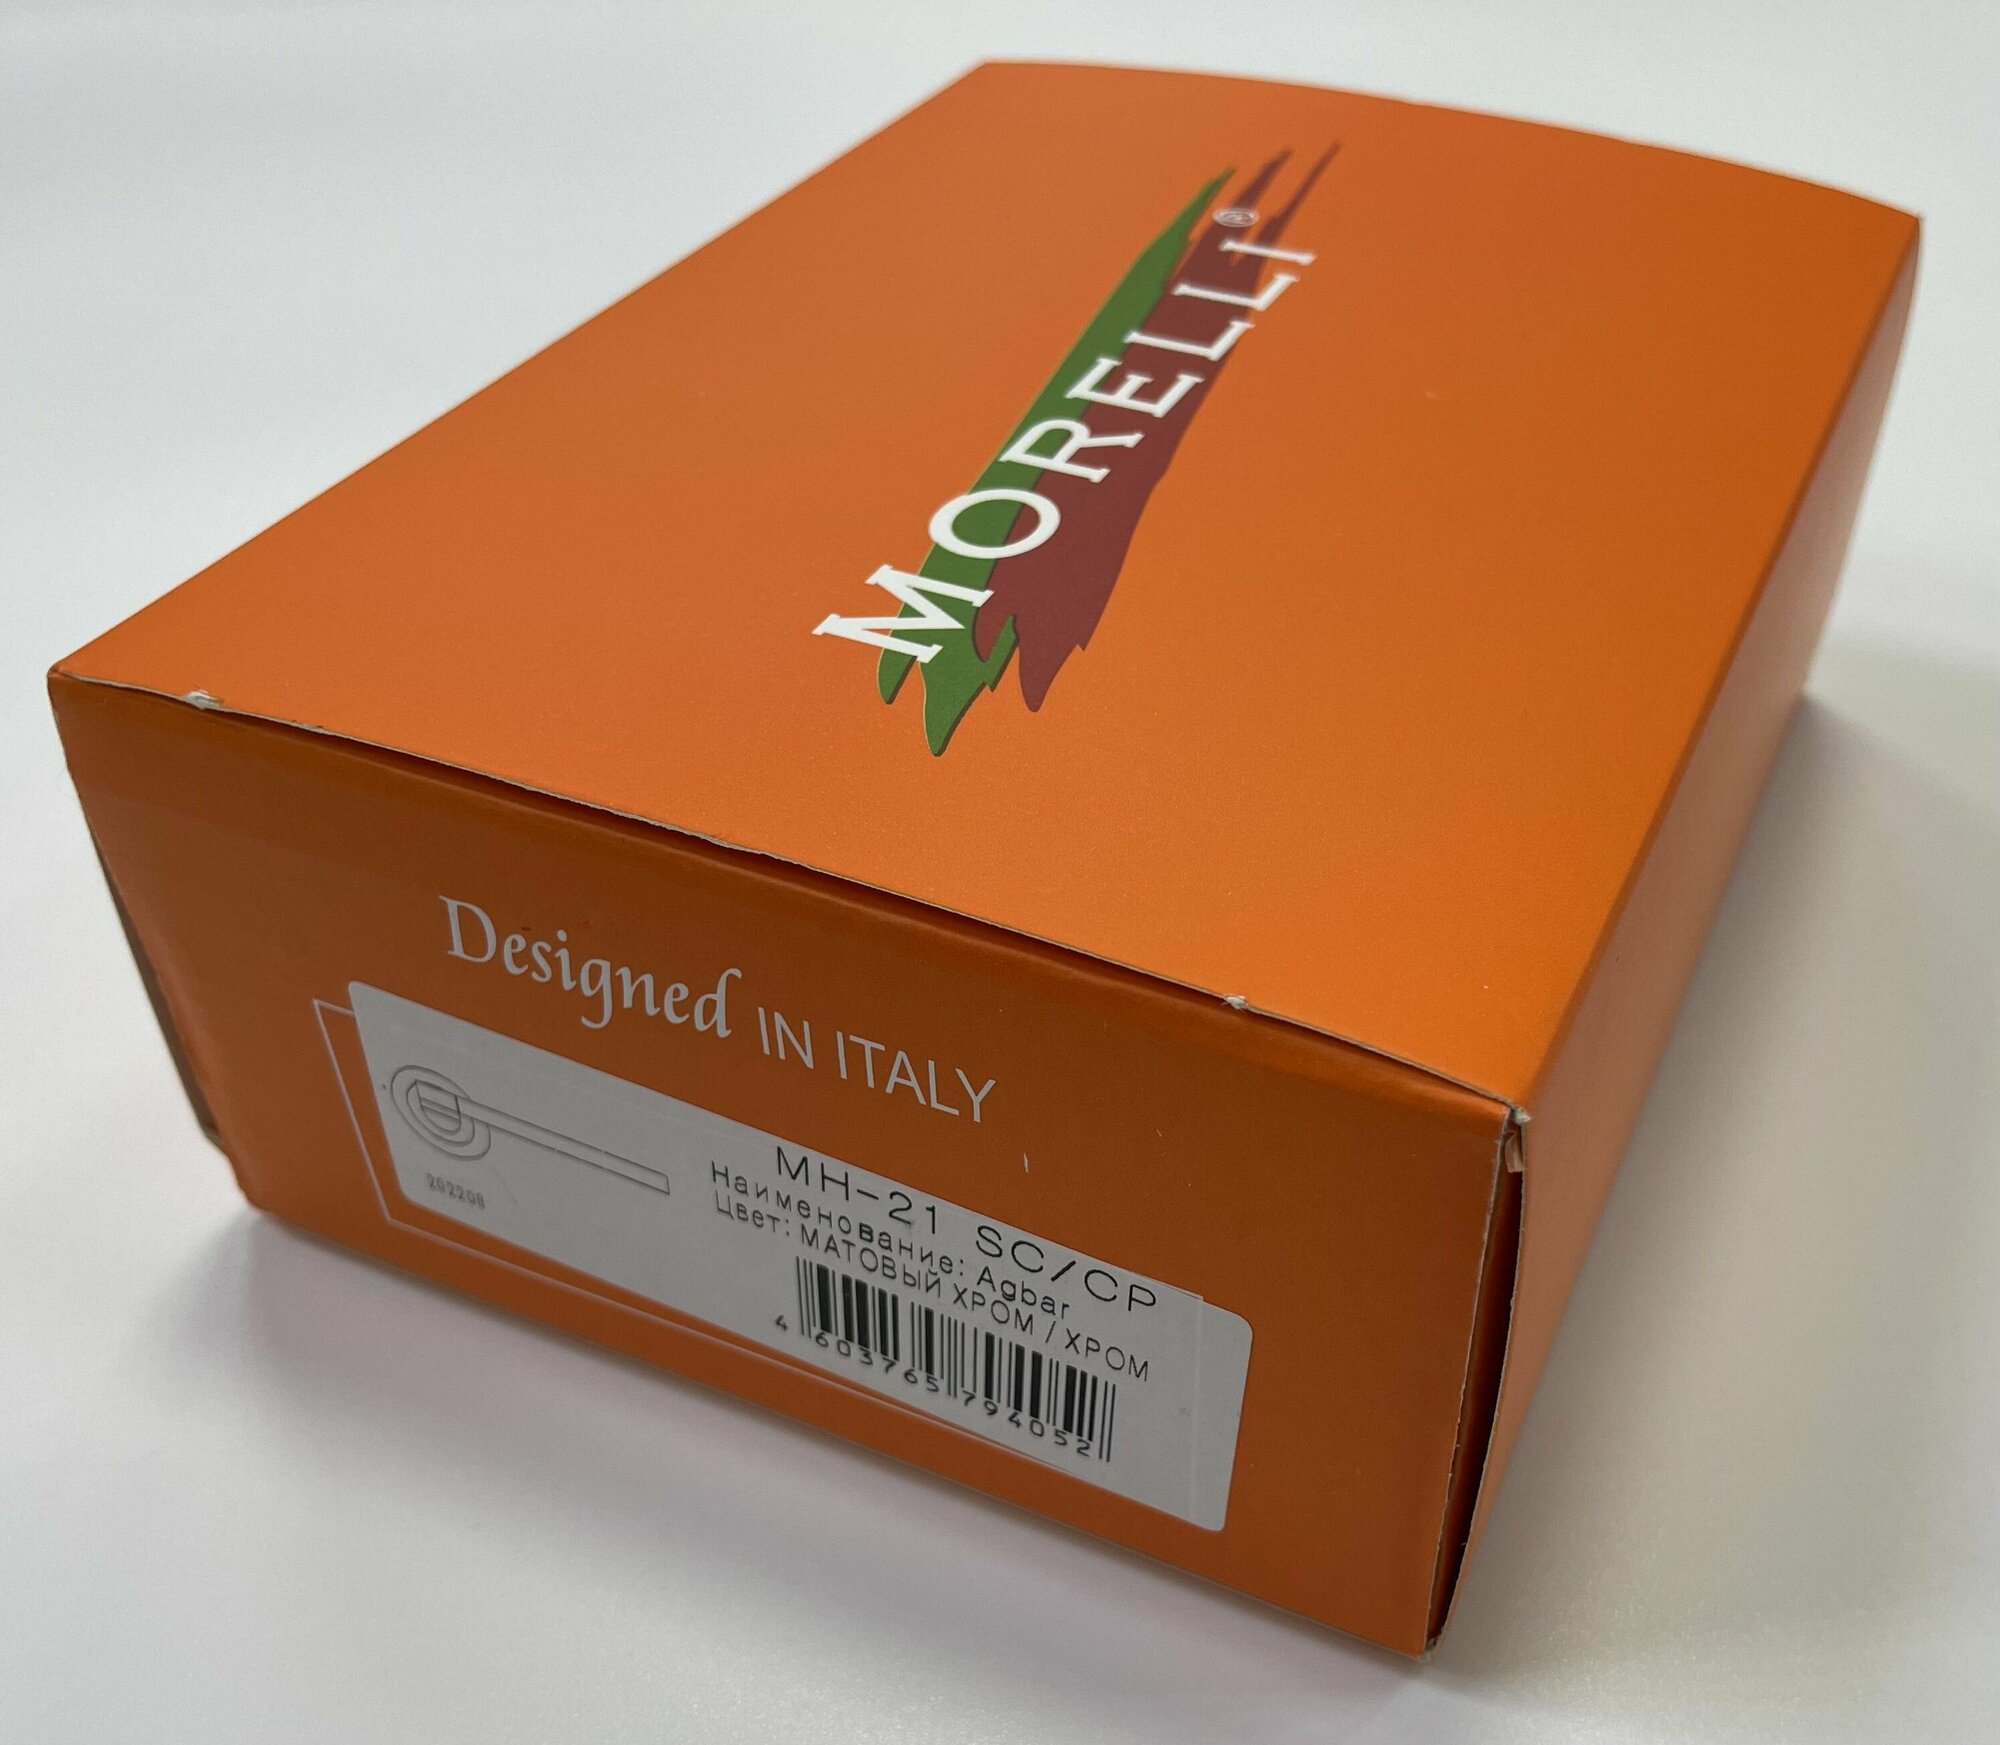 MORELLI®
Designed IN ITALY
MH-21 SC/CP
Наименование: Agbar
Цвет: МАТОВЫЙ ХРОМ / ХРОМ
202208
4 603765 794052